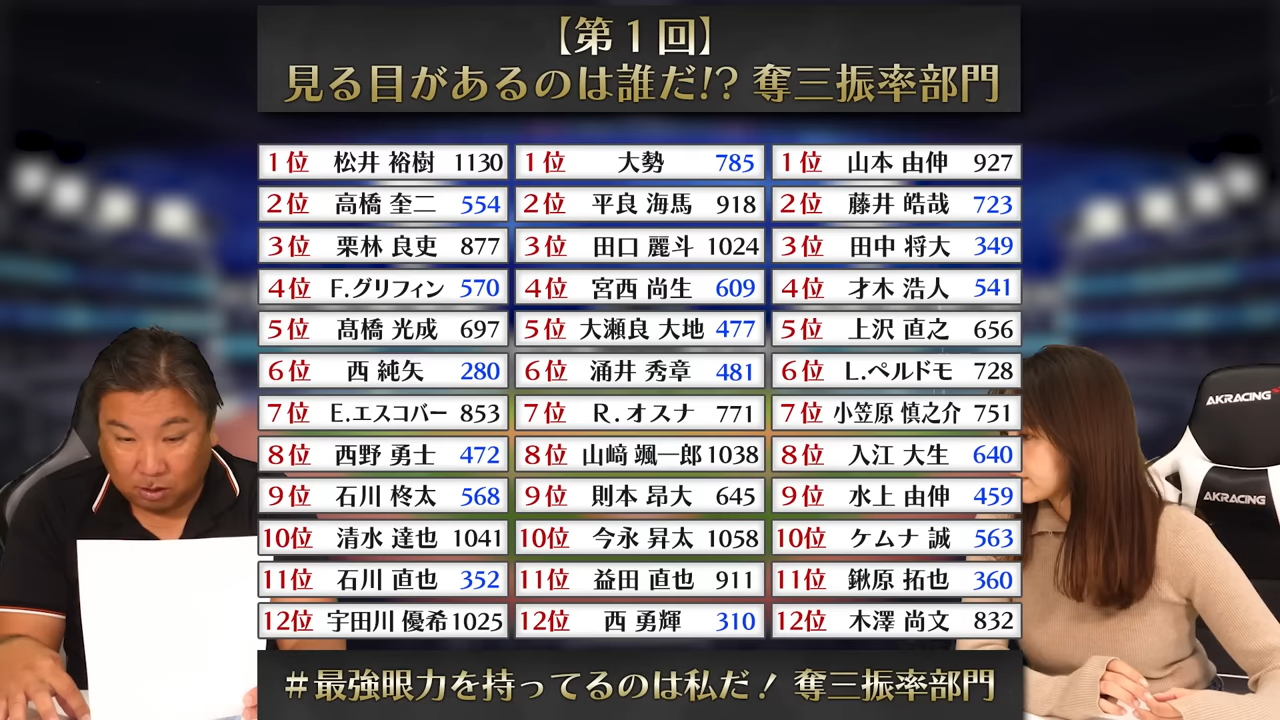 【第1回】
見る目があるのは誰だ!? 奪三振率部門
1位 松井 裕樹 1130
2位 高橋 奎二 554
3位 栗林 良吏 877
4位 F.グリフィン 570
5位 髙橋 光成 697
6位 西 純矢 280
7位 E.エスコバー 853
8位 西野 勇士 472
9位 石川 柊太 568
10位 清水 達也 1041
11位 石川 直也 352
12位 宇田川 優希 1025
1位 大勢 785
2位 平良 海馬 918
3位 田口 麗斗 1024
4位 宮西 尚生 609
5位 大瀬良 大地 477
6位 涌井 秀章 481
7位 R.オスナ 771
8位 山﨑 颯一郎 1038
9位 則本 昂大 645
10位 今永 昇太 1058
11位 益田 直也 911
12位 西 勇輝 310
1位 山本 由伸 927
2位 藤井 皓哉 723
3位 田中 将大 349
4位 才木 浩人 541
5位 上沢 直之 656
6位 L.ペルドモ 728
7位 小笠原 慎之介 751
8位 入江 大生 640
9位 水上 由伸 459
10位 ケムナ 誠 563
11位 鍬原 拓也 360
12位 木澤 尚文 832
#最強眼力を持ってるのは私だ! 奪三振率部門
AKRACING
AKRACING